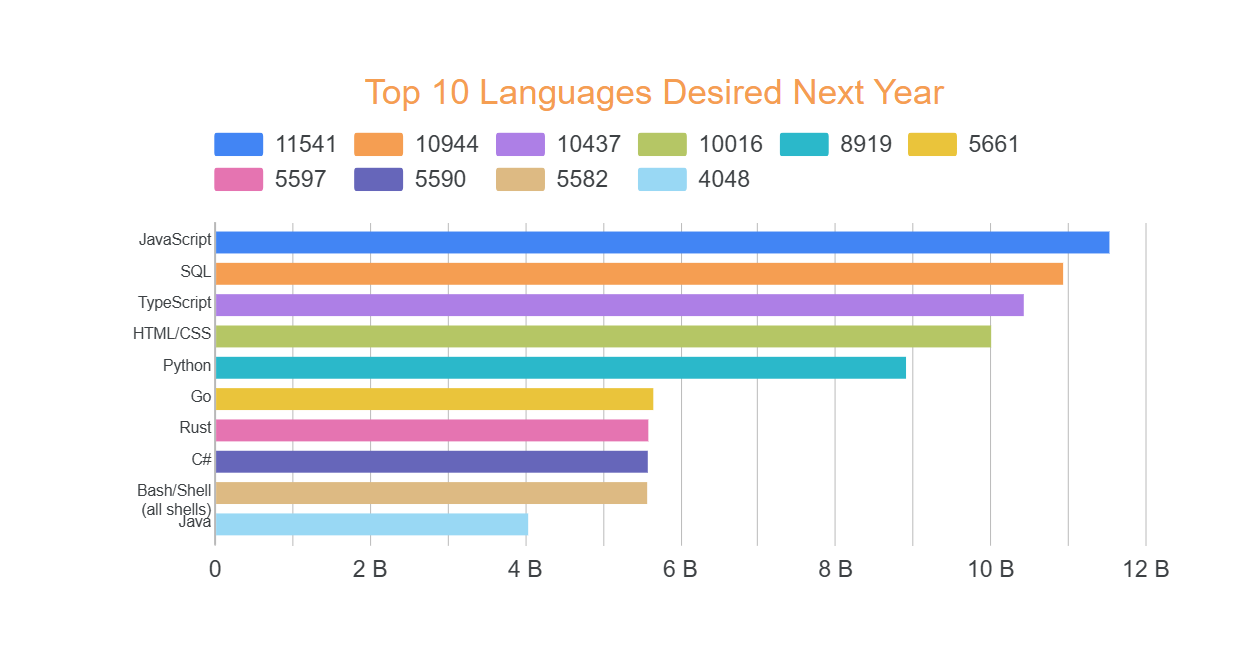 Top 10 Languages Desired Next Year
11541 10944 10437 10016 8919 5661
5597 5590 5582 4048
JavaScript
SQL
TypeScript
HTML/CSS
Python
Go
Rust
C#
Bash/Shell
(all shells)
Java
0 2 B 4 B 6 B 8 B 10 B 12 B